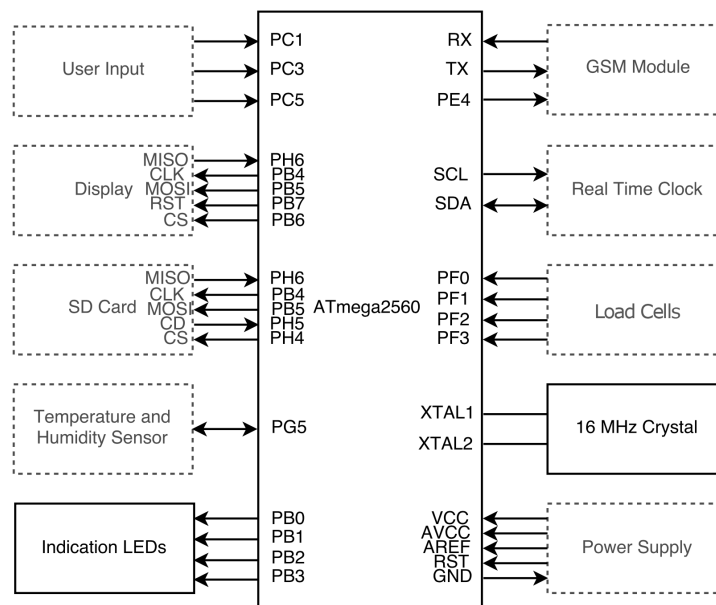 User Input
PC1
PC3
PC5
RX
TX
PE4
GSM Module
Display
MISO
CLK
MOSI
RST
CS
PH6
PB4
PB5
PB7
PB6
SCL
SDA
Real Time Clock
SD Card
MISO
CLK
MOSI
CD
CS
PH6
PB4
PB5
PH5
PH4
ATmega2560
PF0
PF1
PF2
PF3
Load Cells
Temperature and
Humidity Sensor
PG5
XTAL1
XTAL2
16 MHz Crystal
Indication LEDs
PB0
PB1
PB2
PB3
VCC
AVCC
AREF
RST
GND
Power Supply